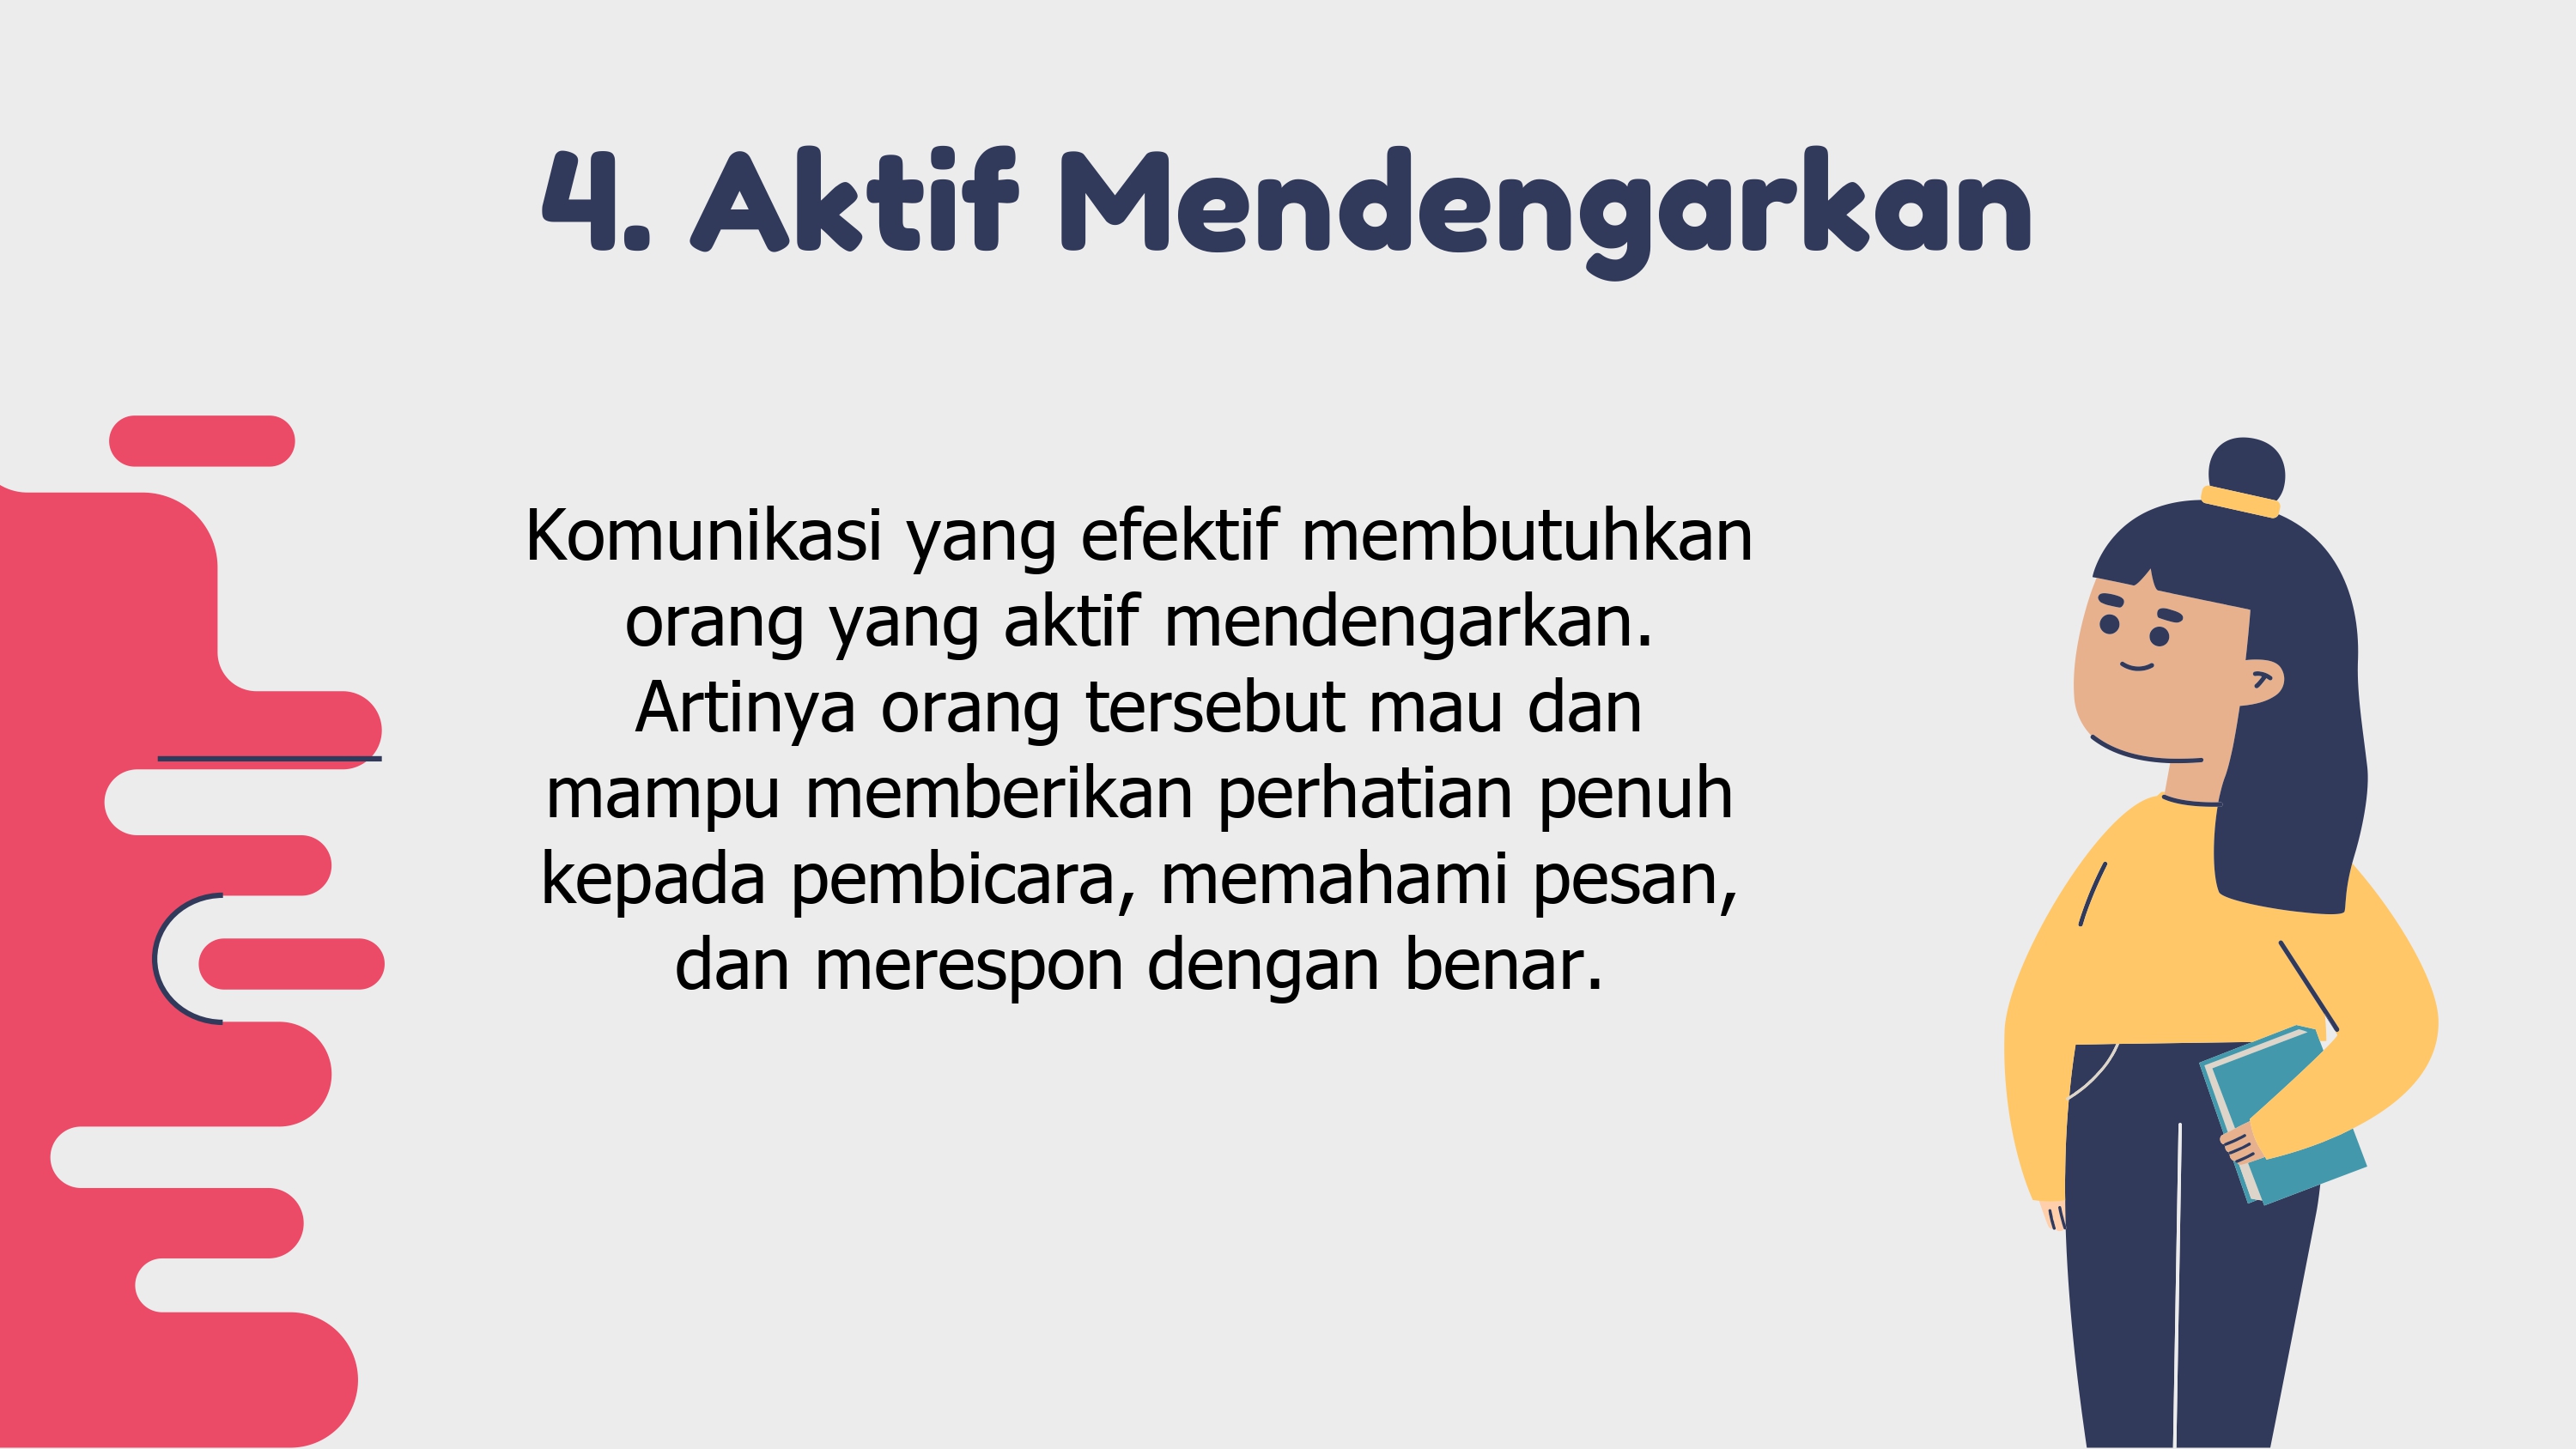 4. Aktif Mendengarkan
Komunikasi yang efektif membutuhkan
orang yang aktif mendengarkan.
Artinya orang tersebut mau dan
mampu memberikan perhatian penuh
kepada pembicara, memahami pesan,
dan merespon dengan benar.